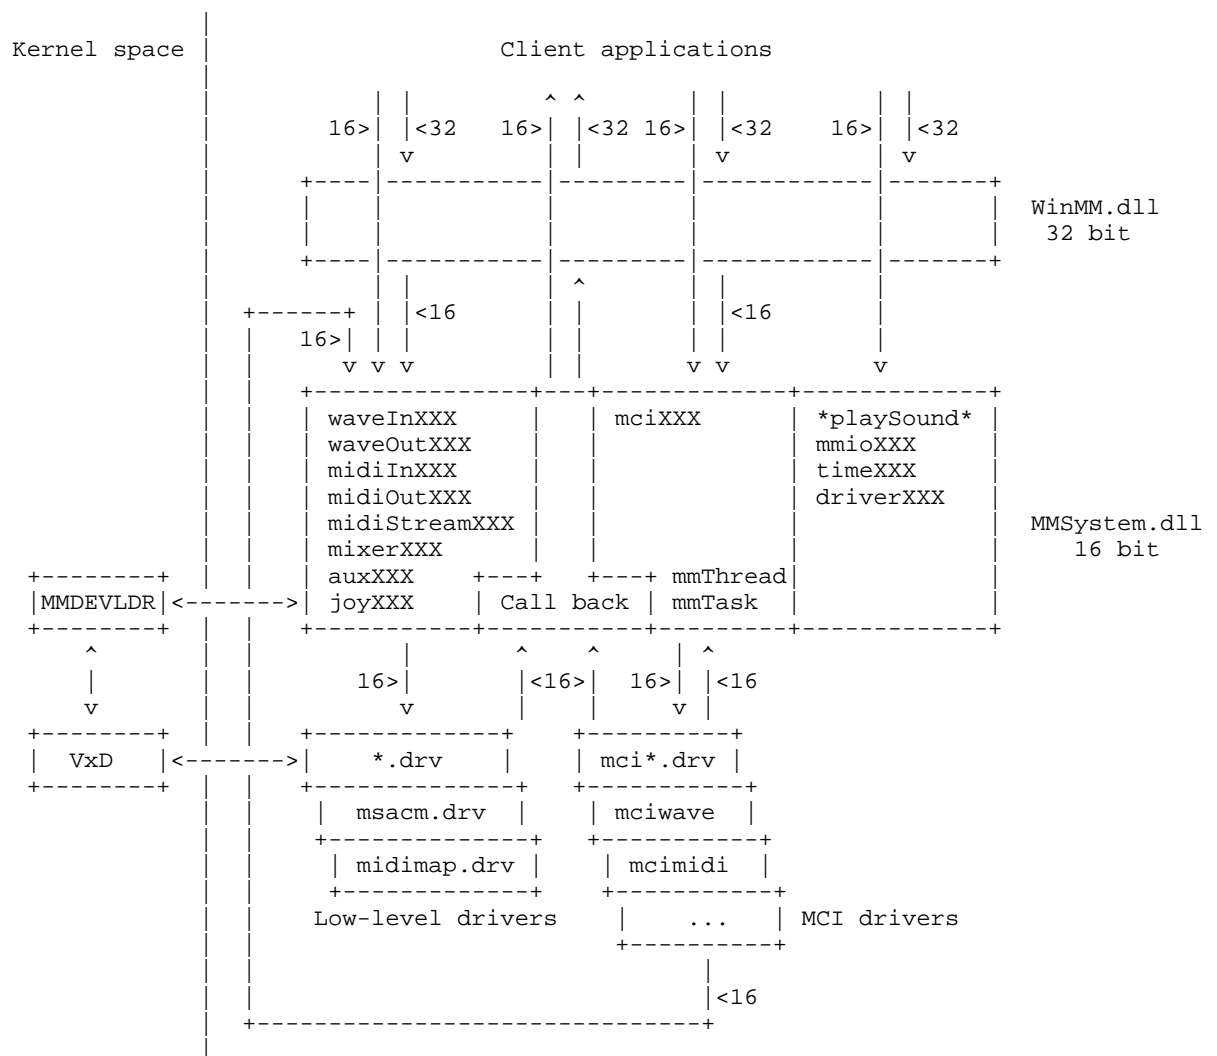 Kernel space Client applications
16> <32 16> <32 16> <32 16> <32
WinMM.dll
32 bit
<16 <16
16>
waveInXXX mciXXX *playSound*
waveOutXXX mmioXXX
midiInXXX timeXXX
midiOutXXX driverXXX MMSystem.dll
midiStreamXXX
mixerXXX 16 bit
auxXXX mmThread
MMDEVLDR joyXXX Call back mmTask
16> <16> 16> <16
VxD *.drv mci*.drv
msacm.drv mciwave
midimap.drv mcimidi
Low-level drivers ... MCI drivers
<16